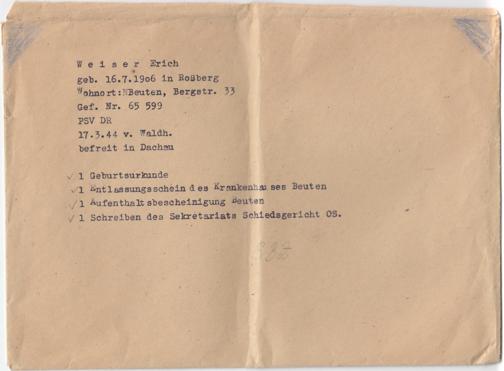 W e i s e r Erich
geb. 16.7.1906 in Roßberg
Wohnort:NBeuten, Bergstr. 33
Gef. Nr. 65 599
PSV DR
17.3.44 v. Waldh.
befreit in Dachau
✓ 1 Geburtsurkunde
✓ 1 Entlassungsschein des Krankenhauses Beuten
✓ 1 Aufenthaltsbescheinigung Beuten
✓ 1 Schreiben des Sekretariats Schiedsgericht OS.